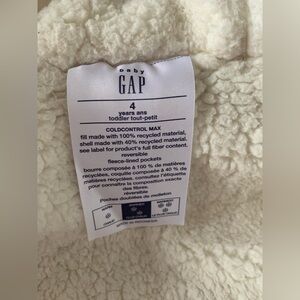 baby
GAP
4
years ans
toddler tout-petit
COLDCONTROL MAX
fill made with 100% recycled material,
shell made with 40% recycled material.
see label for product's full fiber content.
reversible
fleece-lined pockets
bourre composée à 100 % de matières
recyclées, coquille composée à 40 % de
matières recyclées, consultez l'étiquette
pour connaître la composition exacte
des fibres.
réversible
Poches doublées de molleton